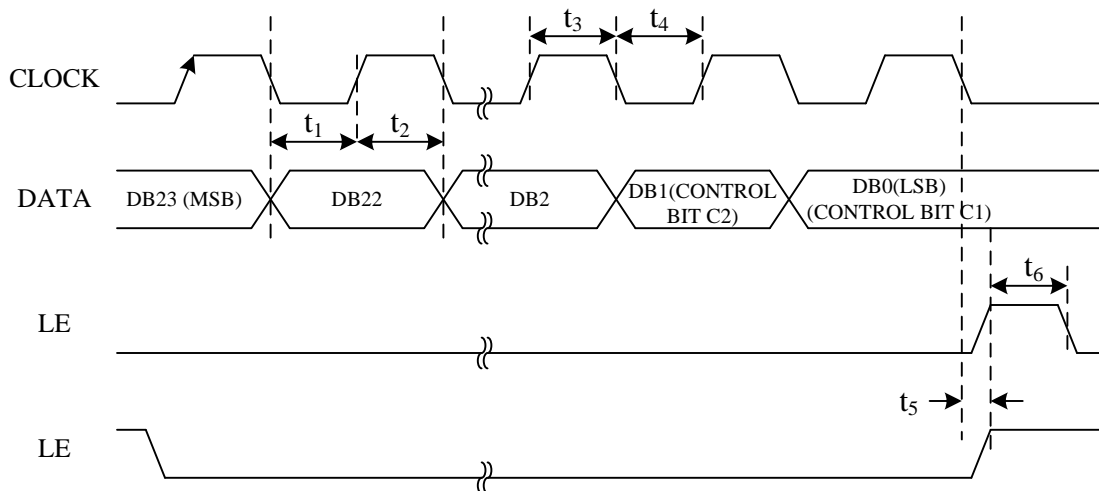 t₃ t₄
CLOCK
t₁ t₂
DATA
DB23 (MSB) DB22 DB2 DB1(CONTROL BIT C2) DB0(LSB) (CONTROL BIT C1)
t₆
LE
t₅
LE